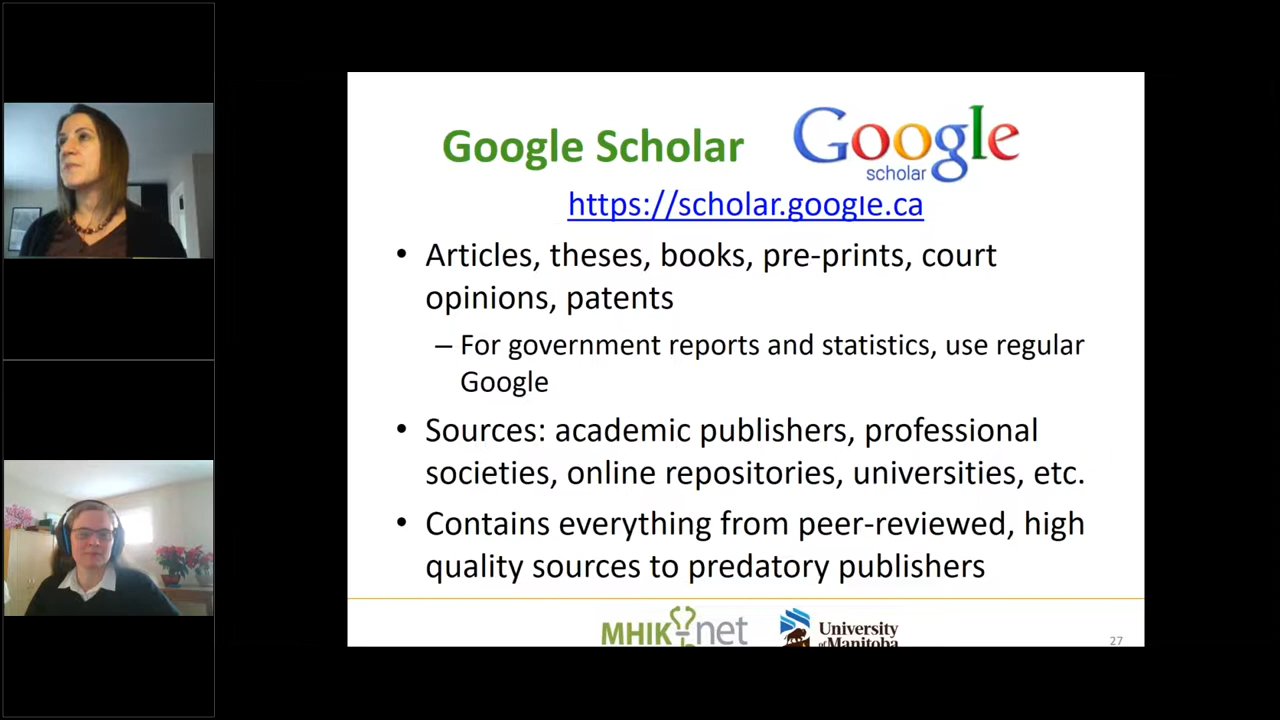 Google Scholar
Google
scholar
https://scholar.google.ca
• Articles, theses, books, pre-prints, court
opinions, patents
– For government reports and statistics, use regular
Google
• Sources: academic publishers, professional
societies, online repositories, universities, etc.
• Contains everything from peer-reviewed, high
quality sources to predatory publishers
MHIK-net
University
of Manitoba
27